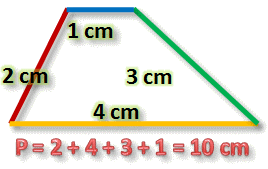 1 cm
2 cm
3 cm
4 cm
P = 2 + 4 + 3 + 1 = 10 cm